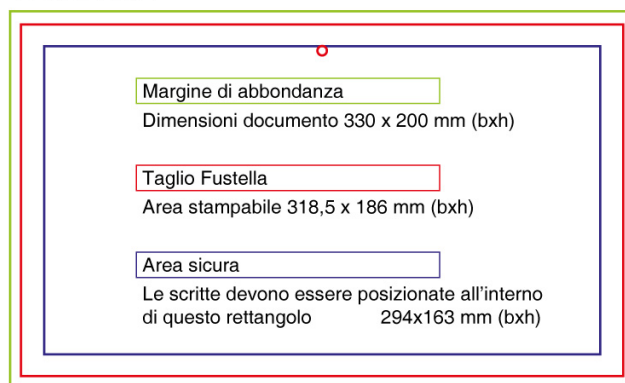 Margine di abbondanza
Dimensioni documento 330 x 200 mm (bxh)
Taglio Fustella
Area stampabile 318,5 x 186 mm (bxh)
Area sicura
Le scritte devono essere posizionate all'interno
di questo rettangolo 294x163 mm (bxh)